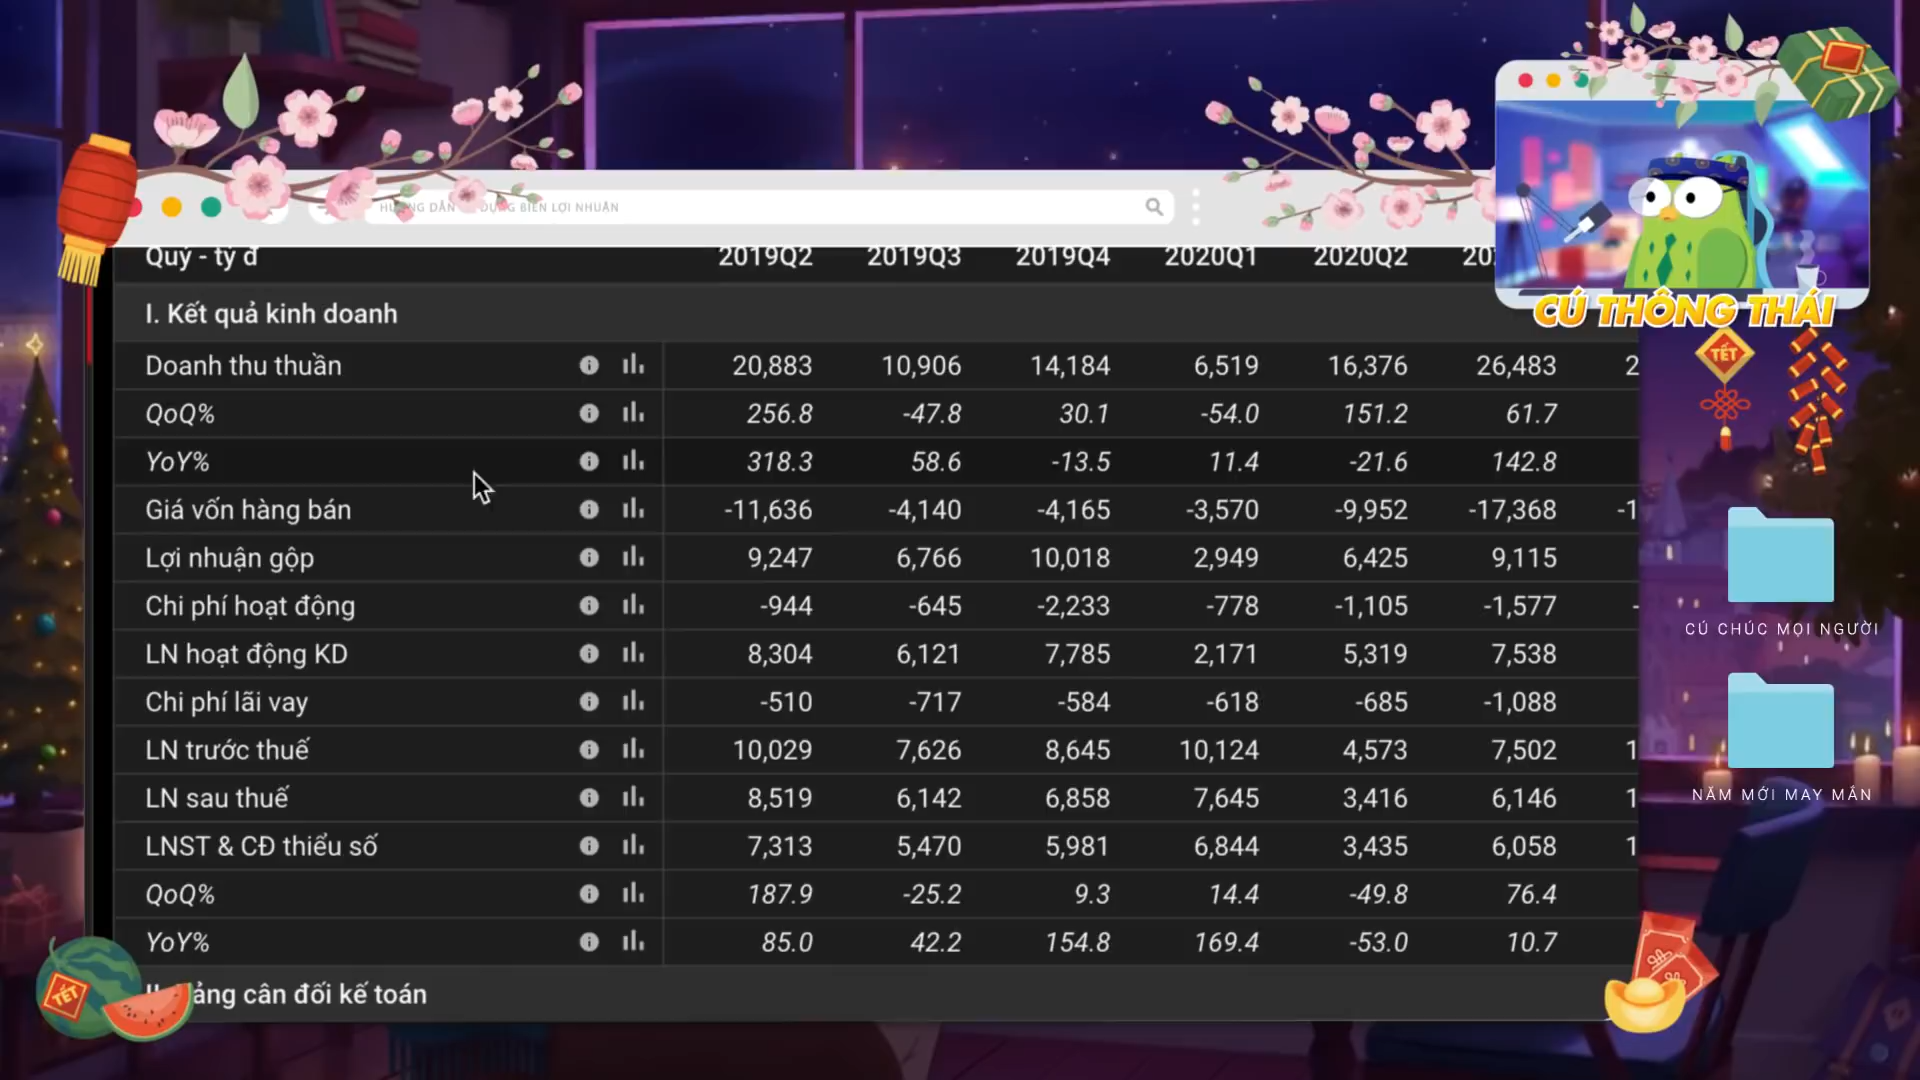 DỤNG BIÊN LỢI NHUẬN
Quý - tỷ đ 2019Q2 2019Q3 2019Q4 2020Q1 2020Q2
I. Kết quả kinh doanh
Doanh thu thuần 20,883 10,906 14,184 6,519 16,376 26,483
QoQ% 256.8 -47.8 30.1 -54.0 151.2 61.7
YoY% 318.3 58.6 -13.5 11.4 -21.6 142.8
Giá vốn hàng bán -11,636 -4,140 -4,165 -3,570 -9,952 -17,368
Lợi nhuận gộp 9,247 6,766 10,018 2,949 6,425 9,115
Chi phí hoạt động -944 -645 -2,233 -778 -1,105 -1,577
LN hoạt động KD 8,304 6,121 7,785 2,171 5,319 7,538
Chi phí lãi vay -510 -717 -584 -618 -685 -1,088
LN trước thuế 10,029 7,626 8,645 10,124 4,573 7,502
LN sau thuế 8,519 6,142 6,858 7,645 3,416 6,146
LNST & CĐ thiểu số 7,313 5,470 5,981 6,844 3,435 6,058
QoQ% 187.9 -25.2 9.3 14.4 -49.8 76.4
YoY% 85.0 42.2 154.8 169.4 -53.0 10.7
cân đối kế toán
CÚ THÔNG THÁI
TẾT
CÚ CHÚC MỌI NGƯỜI
NĂM MỚI MAY MẮN
TẾT